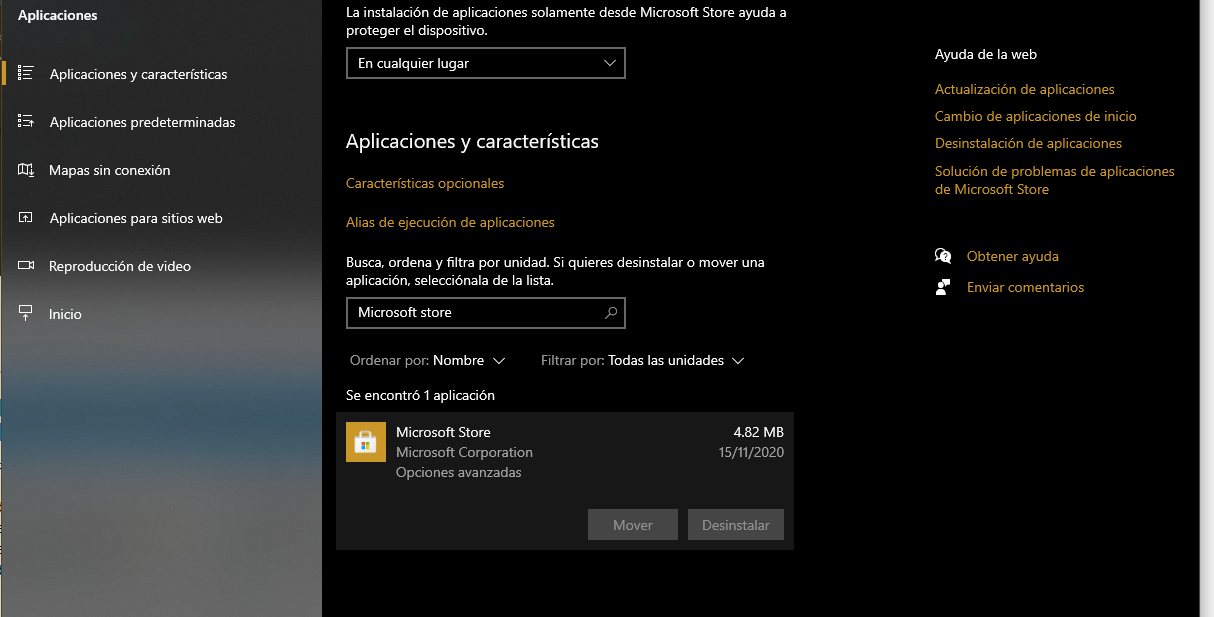 Aplicaciones
Aplicaciones y características
Aplicaciones predeterminadas
Mapas sin conexión
Aplicaciones para sitios web
Reproducción de video
Inicio
La instalación de aplicaciones solamente desde Microsoft Store ayuda a
proteger el dispositivo.
En cualquier lugar
Aplicaciones y características
Características opcionales
Alias de ejecución de aplicaciones
Busca, ordena y filtra por unidad. Si quieres desinstalar o mover una
aplicación, selecciónala de la lista.
Microsoft store
Ordenar por: Nombre
Filtrar por: Todas las unidades
Se encontró 1 aplicación
Microsoft Store
4.82 MB
Microsoft Corporation
15/11/2020
Opciones avanzadas
Mover
Desinstalar
Ayuda de la web
Actualización de aplicaciones
Cambio de aplicaciones de inicio
Desinstalación de aplicaciones
Solución de problemas de aplicaciones
de Microsoft Store
Obtener ayuda
Enviar comentarios